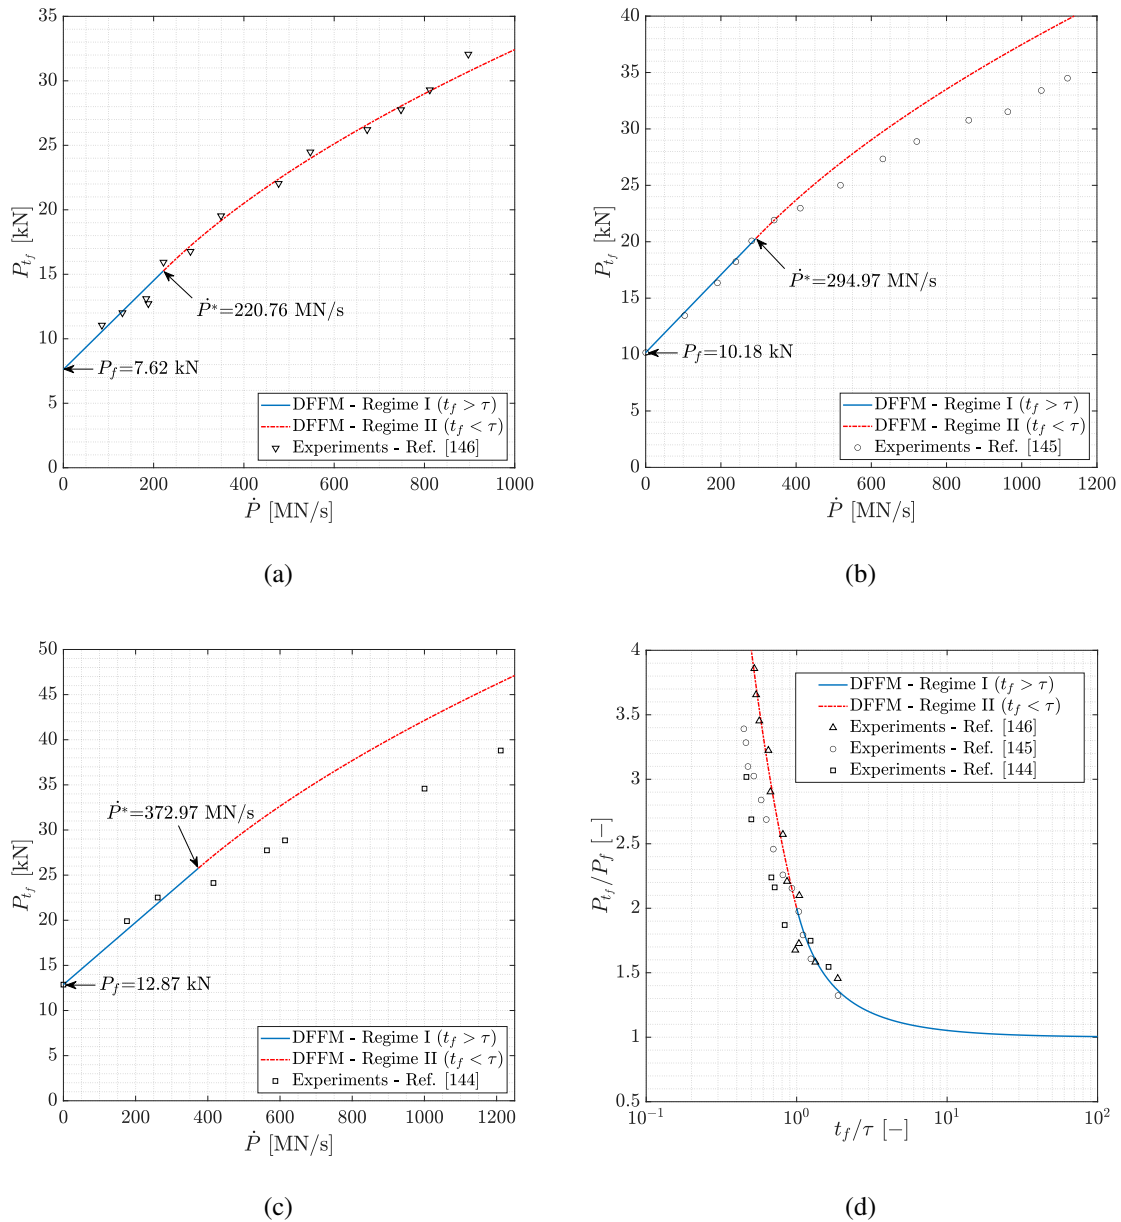 35
30
25
20
15
10
5
0
P_{t_f} [kN]
Ṗ*=220.76 MN/s
P_f=7.62 kN
DFFM - Regime I (t_f > τ)
DFFM - Regime II (t_f < τ)
Experiments - Ref. [146]
0 200 400 600 800 1000
Ṗ [MN/s]
(a)
40
35
30
25
20
15
10
5
0
P_{t_f} [kN]
Ṗ*=294.97 MN/s
P_f=10.18 kN
DFFM - Regime I (t_f > τ)
DFFM - Regime II (t_f < τ)
Experiments - Ref. [145]
0 200 400 600 800 1000 1200
Ṗ [MN/s]
(b)
50
45
40
35
30
25
20
15
10
5
0
P_{t_f} [kN]
Ṗ*=372.97 MN/s
P_f=12.87 kN
DFFM - Regime I (t_f > τ)
DFFM - Regime II (t_f < τ)
Experiments - Ref. [144]
0 200 400 600 800 1000 1200
Ṗ [MN/s]
(c)
4
3.5
3
2.5
2
1.5
1
0.5
P_{t_f}/P_f [−]
DFFM - Regime I (t_f > τ)
DFFM - Regime II (t_f < τ)
Experiments - Ref. [146]
Experiments - Ref. [145]
Experiments - Ref. [144]
10^{-1} 10^0 10^1 10^2
t_f/τ [−]
(d)